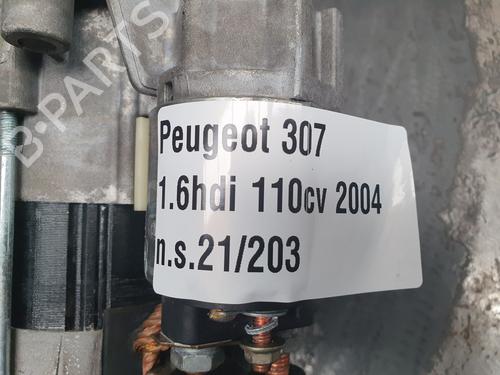 B-PARTS
Peugeot 307
1.6hdi 110cv 2004
n.s.21/203